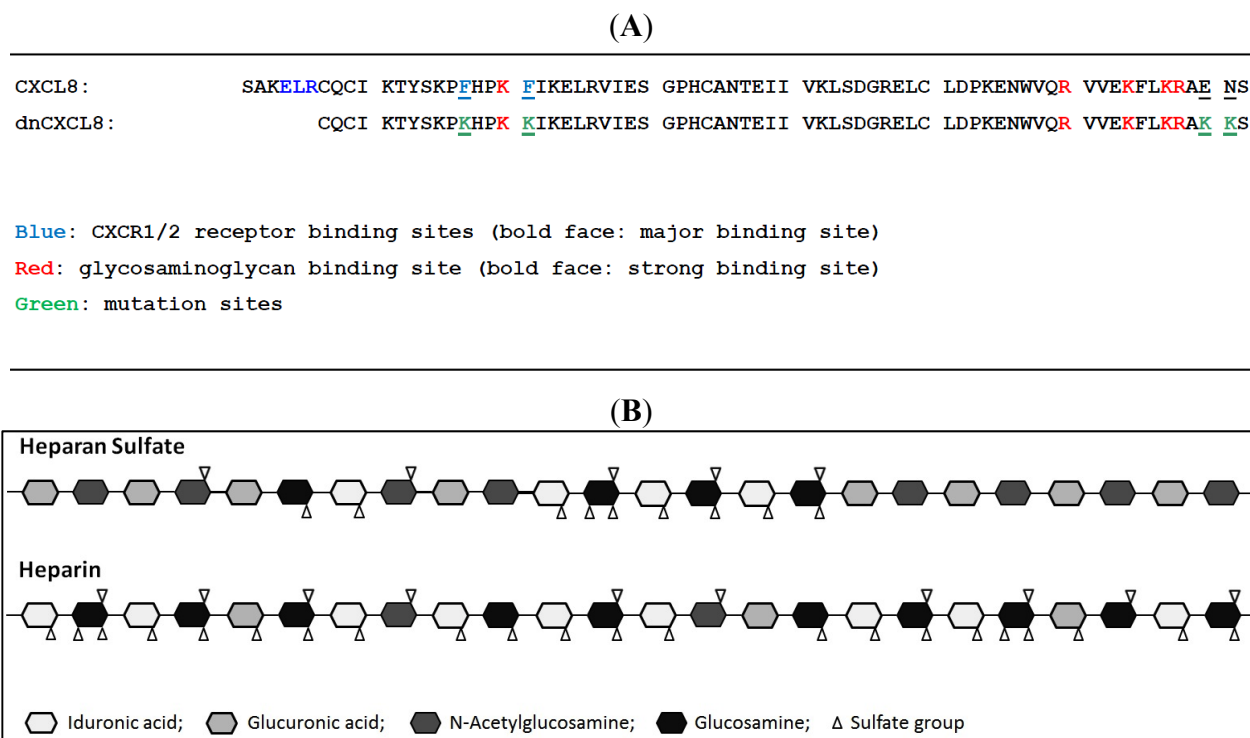 (A)
CXCL8: SAKELRCQCI KTYSKPFHPK FIKELRVIES GPHCANTEII VKLSDGRELC LDPKENWVQR VVEKFLKRAE NS
dnCXCL8: CQCI KTYSKPKHPK KIKELRVIES GPHCANTEII VKLSDGRELC LDPKENWVQR VVEKFLKRAK KS
Blue: CXCR1/2 receptor binding sites (bold face: major binding site)
Red: glycosaminoglycan binding site (bold face: strong binding site)
Green: mutation sites
(B)
Heparan Sulfate
Heparin
Iduronic acid; Glucuronic acid; N-Acetylglucosamine; Glucosamine; Sulfate group